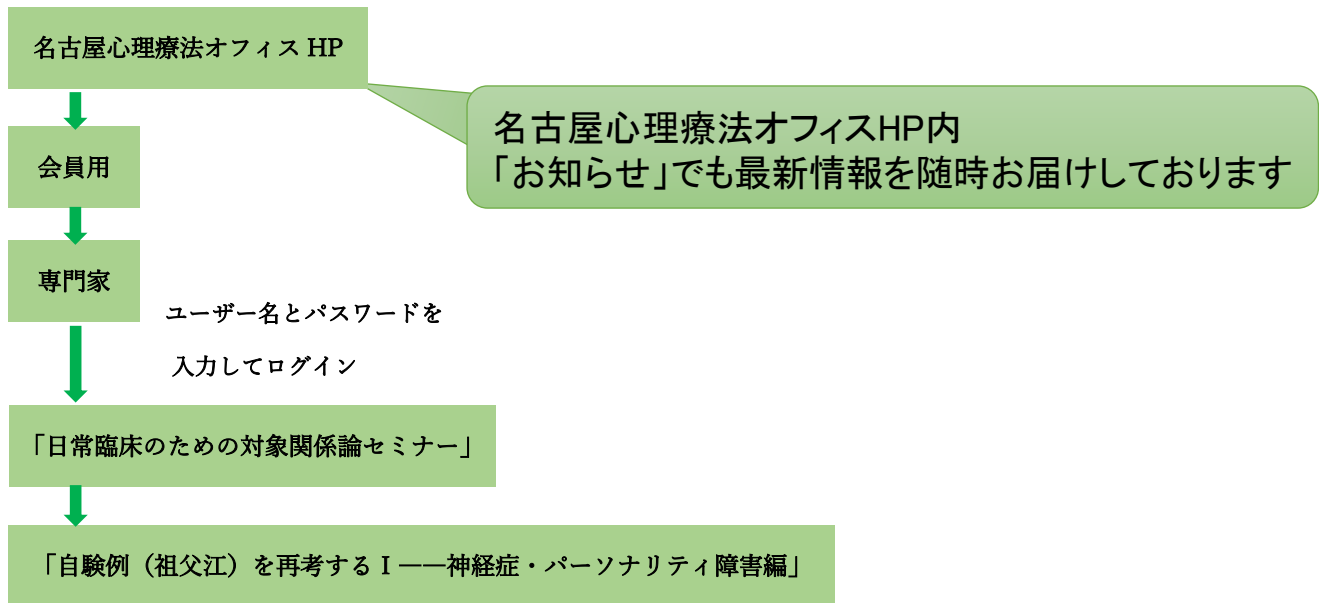 名古屋心理療法オフィス HP
名古屋心理療法オフィスHP内
「お知らせ」でも最新情報を随時お届けしております
会員用
専門家
ユーザー名とパスワードを
入力してログイン
「日常臨床のための対象関係論セミナー」
「自験例（祖父江）を再考するⅠ――神経症・パーソナリティ障害編」